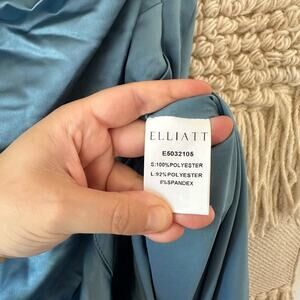 ELLIATT
E5032105
S:100%POLYESTER
L:92%POLYESTER
8%SPANDEX